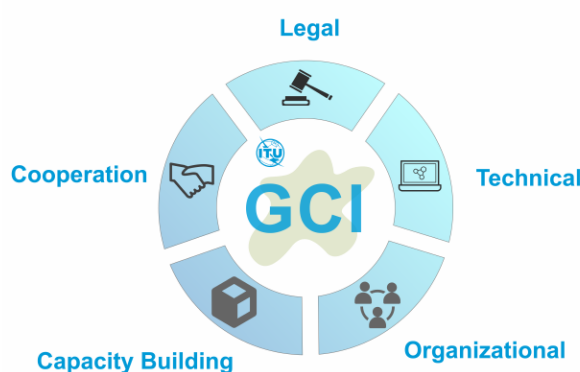 Legal
Cooperation
ITU
GCI
Technical
Capacity Building
Organizational